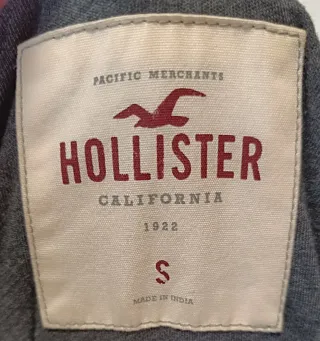 PACIFIC MERCHANTS
HOLLISTER
CALIFORNIA
1922
S
MADE IN INDIA